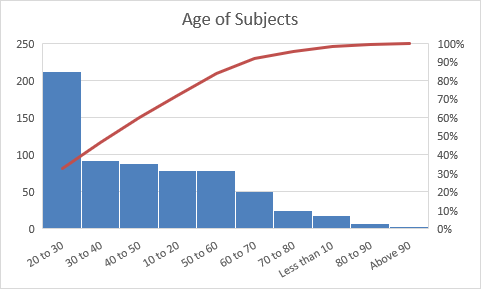 Age of Subjects
250
200
150
100
50
0
100%
90%
80%
70%
60%
50%
40%
30%
20%
10%
0%
20 to 30
30 to 40
40 to 50
10 to 20
50 to 60
60 to 70
70 to 80
Less than 10
80 to 90
Above 90